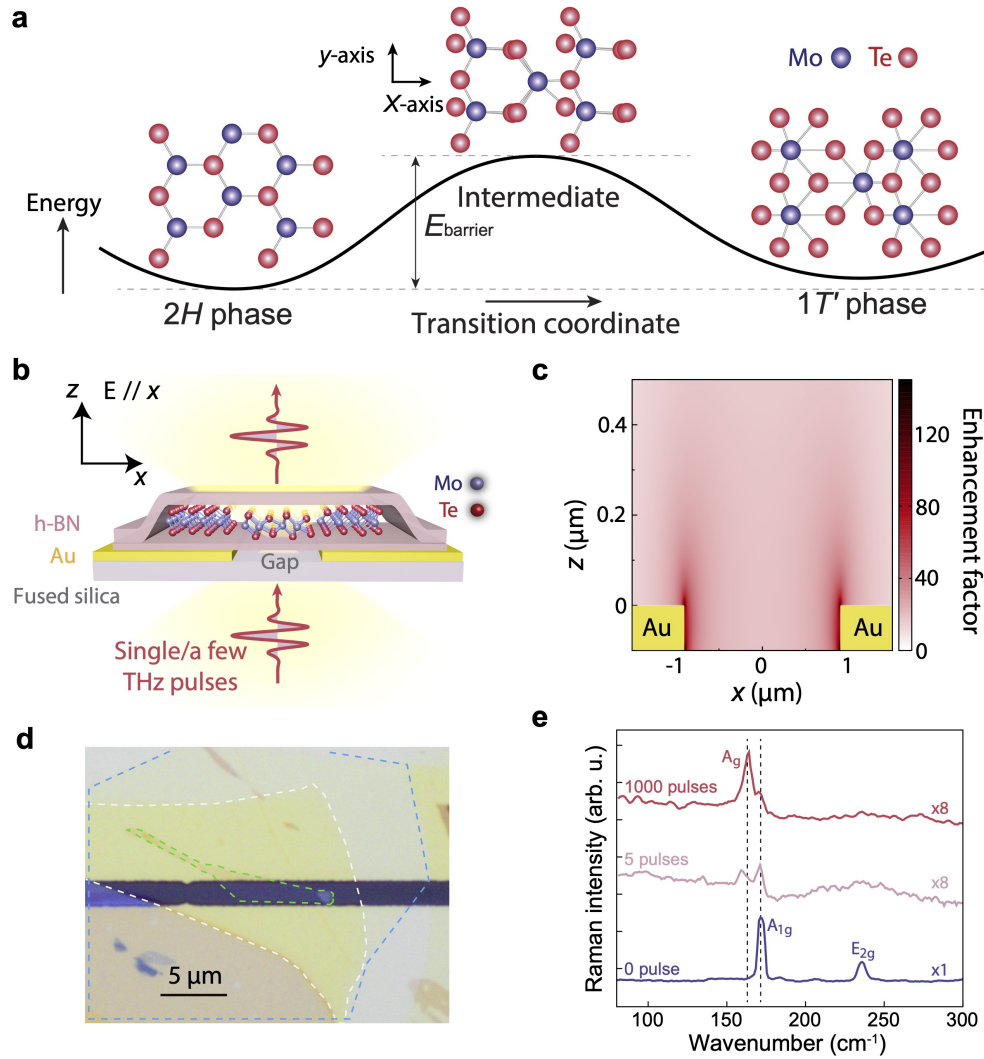 a
y-axis
X-axis
Mo
Te
Energy
Intermediate
Ebarrier
2H phase
1T′ phase
Transition coordinate
b
z
E // x
x
Mo
Te
h-BN
Au
Gap
Fused silica
Single/a few
THz pulses
c
0.4
0.2
0
z (μm)
Au
Au
-1
0
1
x (μm)
120
80
40
0
Enhancement factor
d
5 μm
e
Ag
1000 pulses
x8
5 pulses
x8
A1g
E2g
0 pulse
x1
Raman intensity (arb. u.)
100
150
200
250
300
Wavenumber (cm-1)